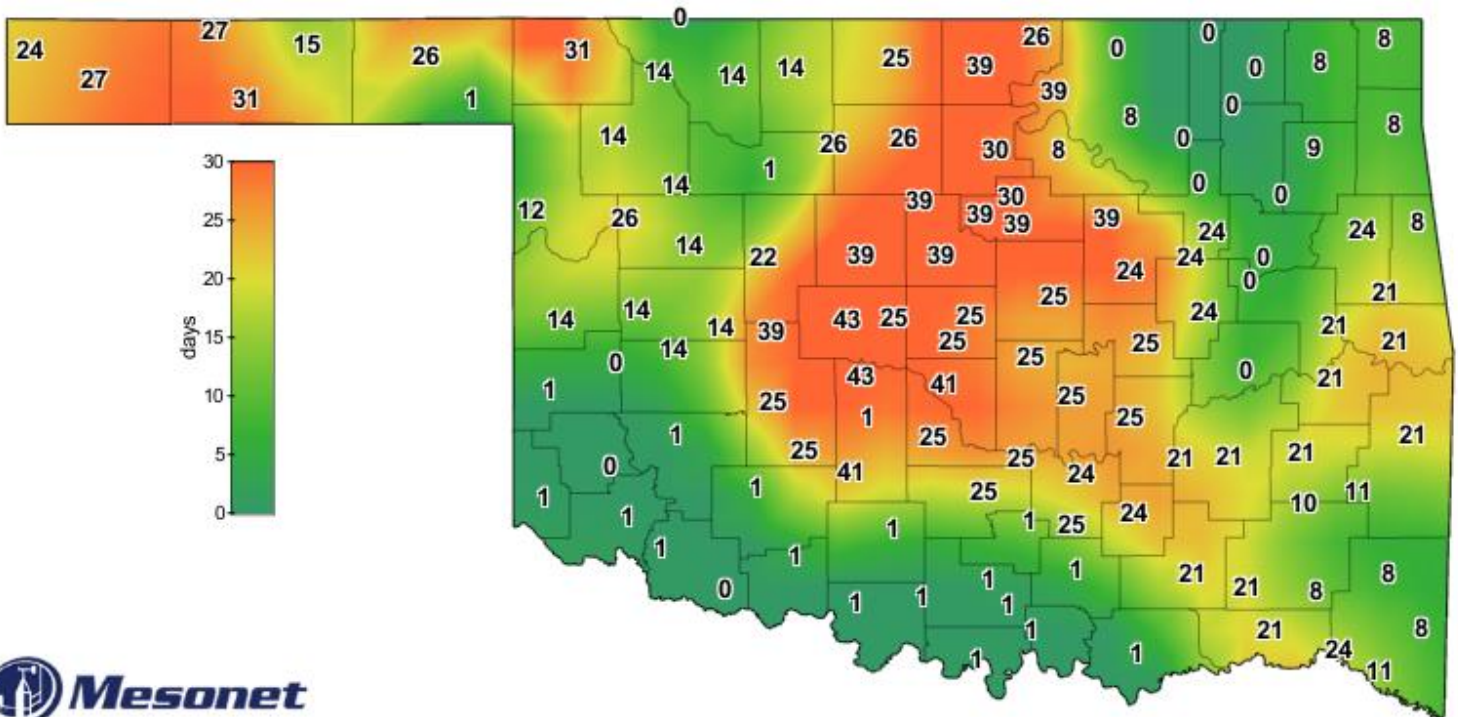 0
27 0 26 8
24 15 31 0
26 25
14 14 14 39 0 8
27
31 1 39 0
8 8
14 26 26 30 8 0 9
30 1
14 39 30 0 0
12 25 26 39 39 39 24 24 8
14 22 39 39 24 0
20 24 0
25 21
14 14 14 39 43 25 25 24 21
days 15 14 25 25 25 21
0 43 0 21
1 10 25 41 25
1 25
1 25 21
5 0 25 41 25 24 21 21 21
1 1 25 10 11
0 1 1 1 25 24
1 1
0 1 1 21 21 8 8
1 1 1
1 21 8
1 1 24 11
Mesonet